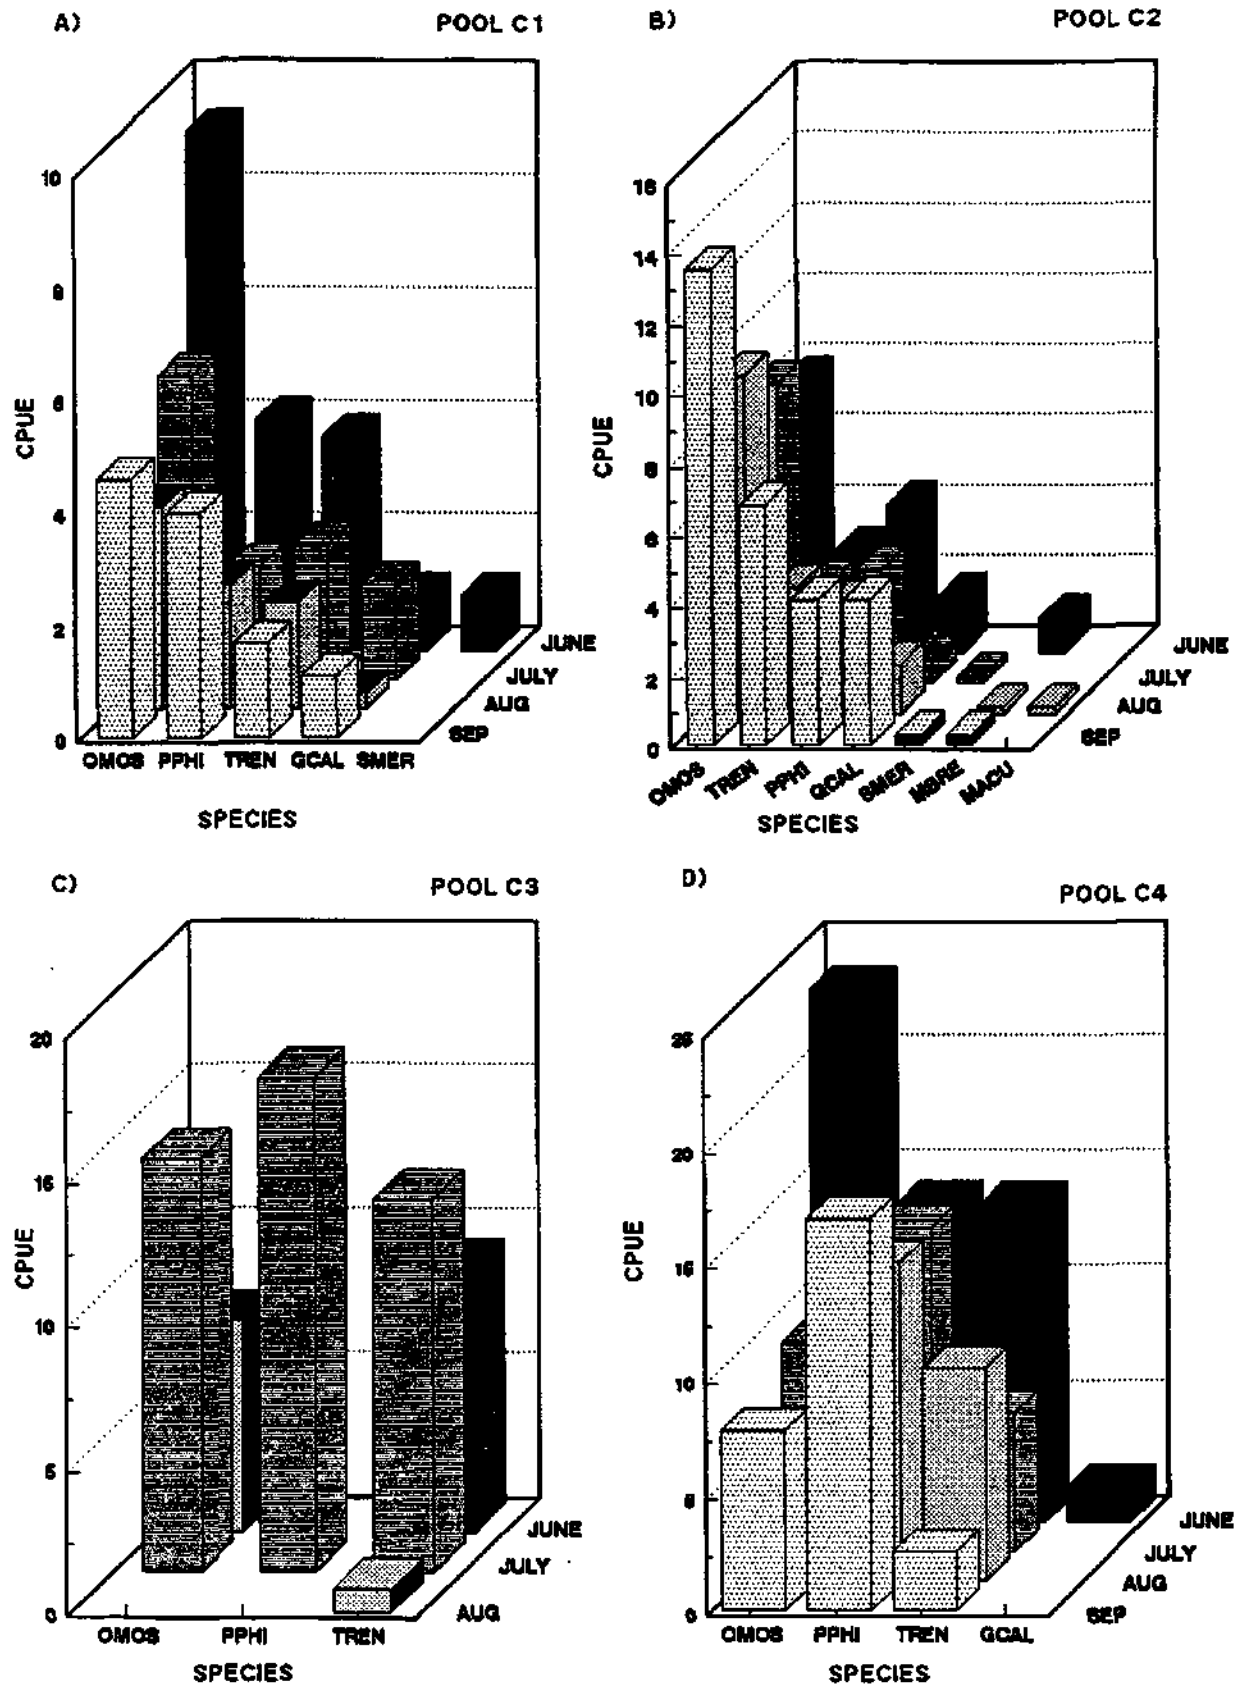 A) POOL C1
10
8
6
4
2
0
CPUE
OMOS PPHI TREN GCAL SMER
JUNE
JULY
AUG
SEP
SPECIES
B) POOL C2
16
14
12
10
8
6
4
2
0
CPUE
OMOS TREN PPHI GCAL SMER MBRE MACU
JUNE
JULY
AUG
SEP
SPECIES
C) POOL C3
20
15
10
5
0
CPUE
OMOS PPHI TREN
JUNE
JULY
AUG
SPECIES
D) POOL C4
25
20
15
10
5
0
CPUE
OMOS PPHI TREN GCAL
JUNE
JULY
AUG
SEP
SPECIES